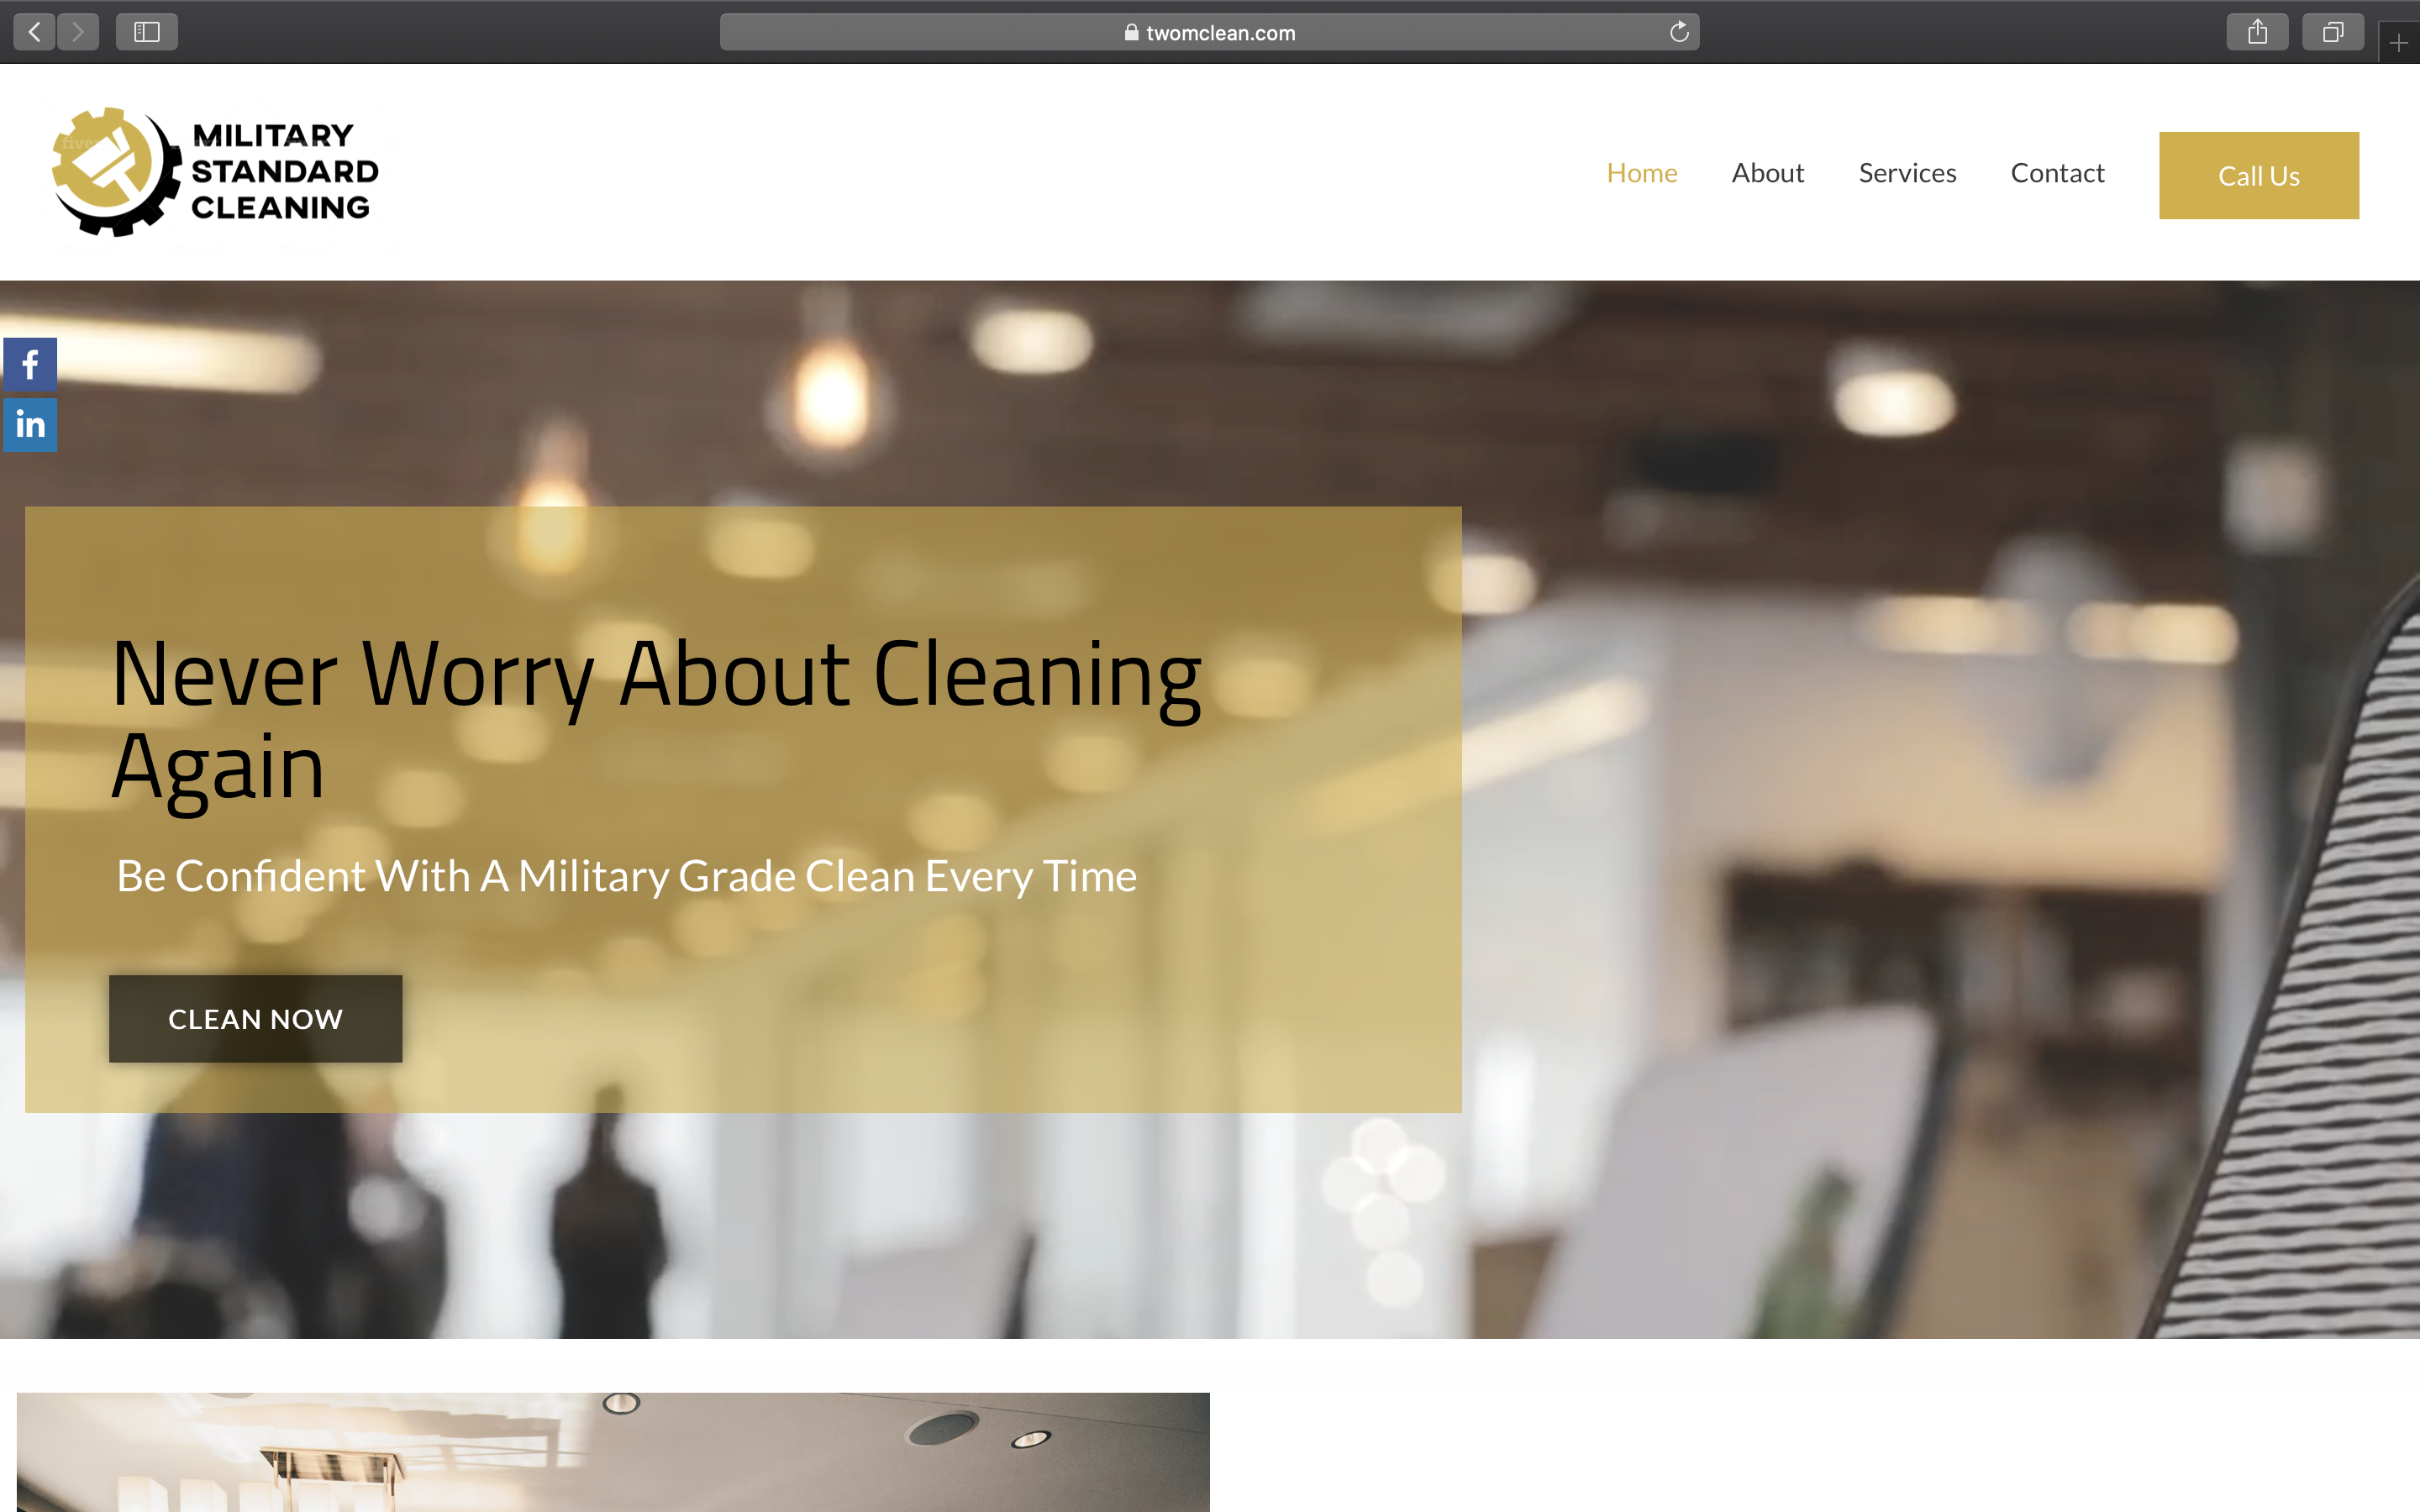 twomclean.com
MILITARY
STANDARD
CLEANING
Home About Services Contact Call Us
f
in
Never Worry About Cleaning
Again
Be Confident With A Military Grade Clean Every Time
CLEAN NOW